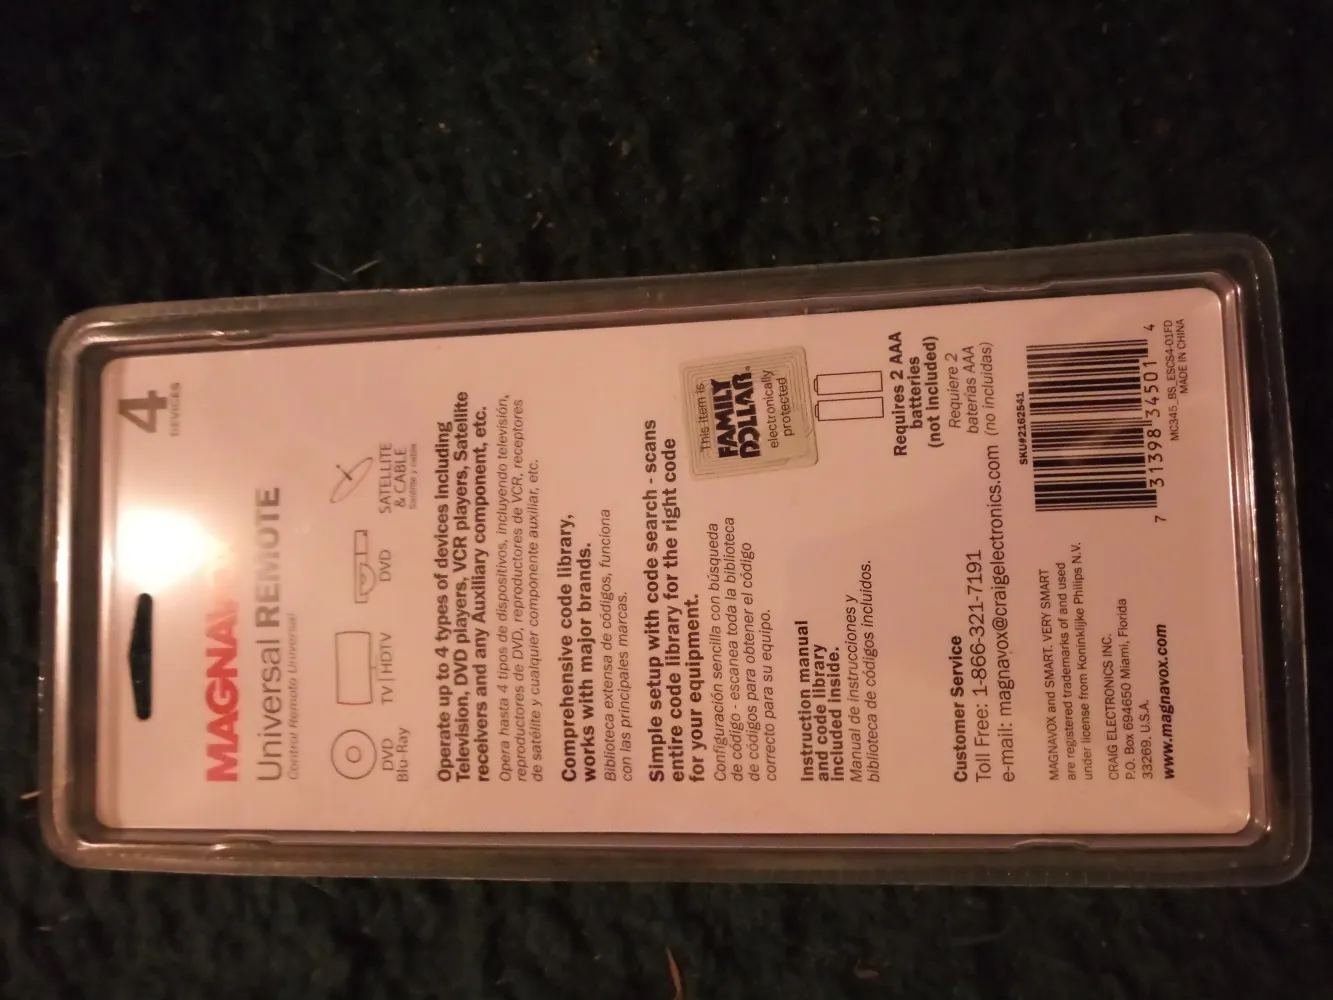 4
DEVICES
MAGNA
Universal REMOTE
Control Remoto Universal
DVD
Blu-Ray
TV | HDTV
DVD
SATELLITE
& CABLE
Satélite y cable
Operate up to 4 types of devices including
Television, DVD players, VCR players, Satellite
receivers and any Auxiliary component, etc.
Opera hasta 4 tipos de dispositivos, incluyendo televisión,
reproductores de DVD, reproductores de VCR, receptores
de satélite y cualquier componente auxiliar, etc.
Comprehensive code library,
works with major brands.
Biblioteca extensa de códigos, funciona
con las principales marcas.
Simple setup with code search - scans
entire code library for the right code
for your equipment.
Configuración sencilla con búsqueda
de código - escanea toda la biblioteca
de códigos para obtener el código
correcto para su equipo.
This item is
FAMILY
DOLLAR®
electronically
protected
Instruction manual
and code library
included inside.
Manual de instrucciones y
biblioteca de códigos incluidos.
Requires 2 AAA
batteries
(not included)
Requiere 2
baterías AAA
(no incluidas)
Customer Service
Toll Free: 1-866-321-7191
e-mail: magnavox@craigelectronics.com
SKU#2162541
7 31398 34501 4
MC345_BS_ESCS4-01FD
MADE IN CHINA
MAGNAVOX and SMART. VERY SMART
are registered trademarks of and used
under license from Koninklijke Philips N.V.
CRAIG ELECTRONICS INC.
P.O. Box 694650 Miami, Florida
33269. U.S.A.
www.magnavox.com